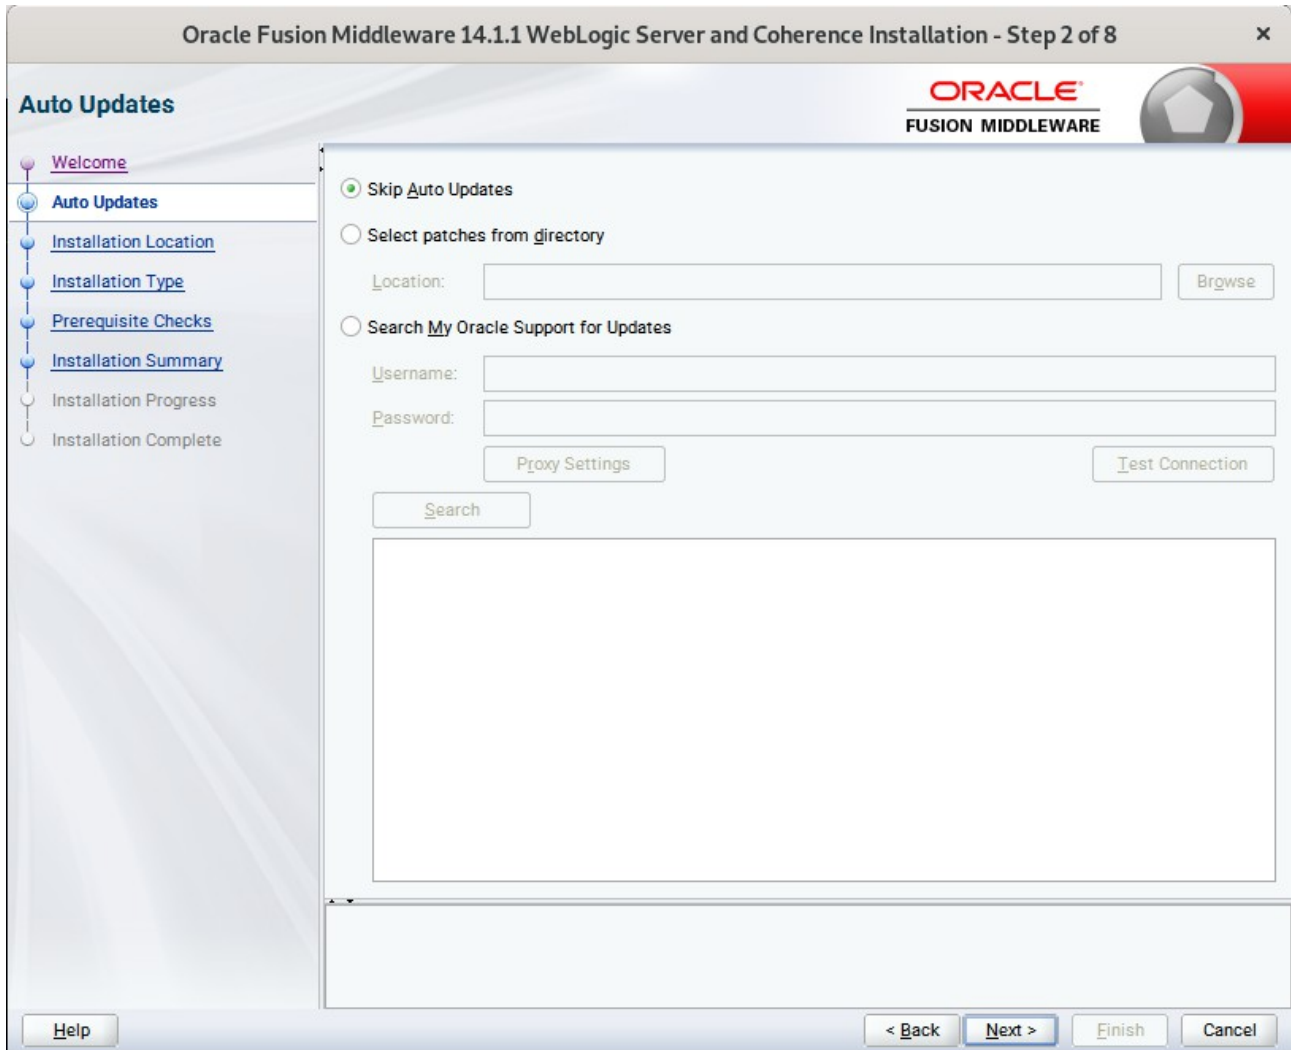 Oracle Fusion Middleware 14.1.1 WebLogic Server and Coherence Installation - Step 2 of 8
Auto Updates
ORACLE
FUSION MIDDLEWARE
Welcome
Auto Updates
Installation Location
Installation Type
Prerequisite Checks
Installation Summary
Installation Progress
Installation Complete
Skip Auto Updates
Select patches from directory
Location:
Browse
Search My Oracle Support for Updates
Username:
Password:
Proxy Settings
Test Connection
Search
Help
< Back
Next >
Finish
Cancel